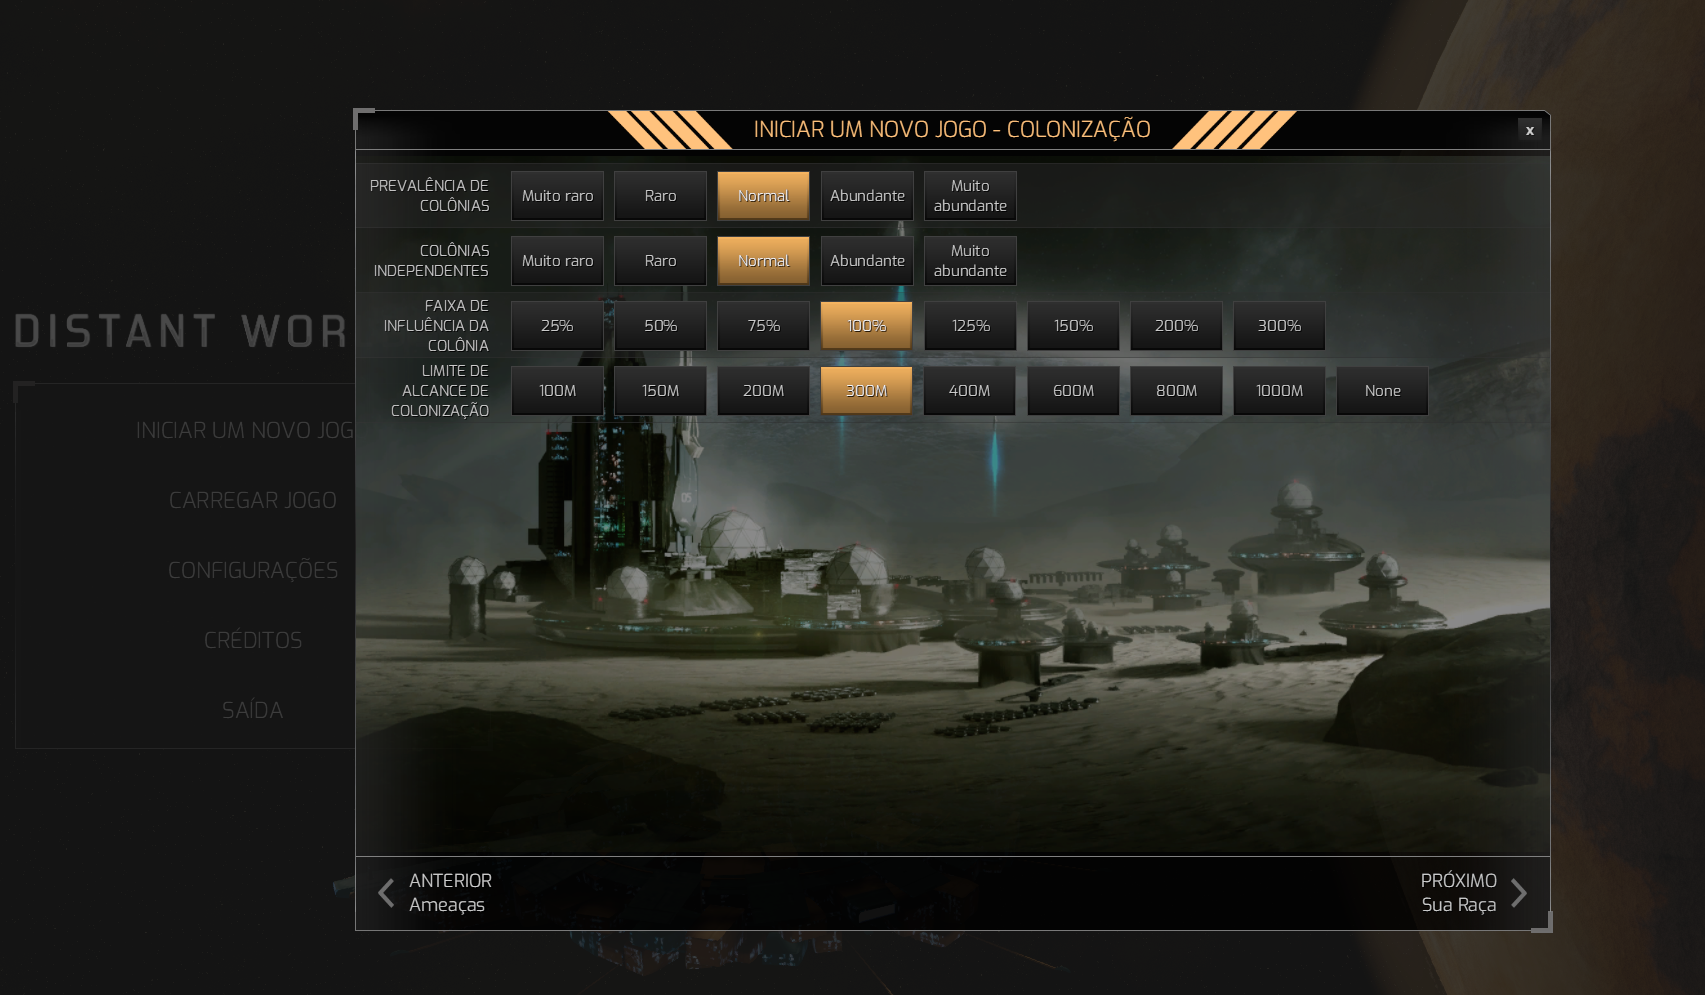 INICIAR UM NOVO JOGO - COLONIZAÇÃO
x
PREVALÊNCIA DE
COLÔNIAS
Muito raro
Raro
Normal
Abundante
Muito
abundante
COLÔNIAS
INDEPENDENTES
Muito raro
Raro
Normal
Abundante
Muito
abundante
FAIXA DE
INFLUÊNCIA DA
COLÔNIA
25%
50%
75%
100%
125%
150%
200%
300%
LIMITE DE
ALCANCE DE
COLONIZAÇÃO
100M
150M
200M
300M
400M
600M
800M
1000M
None
DISTANT WOR
INICIAR UM NOVO JOG
CARREGAR JOGO
CONFIGURAÇÕES
CRÉDITOS
SAÍDA
05
ANTERIOR
Ameaças
PRÓXIMO
Sua Raça